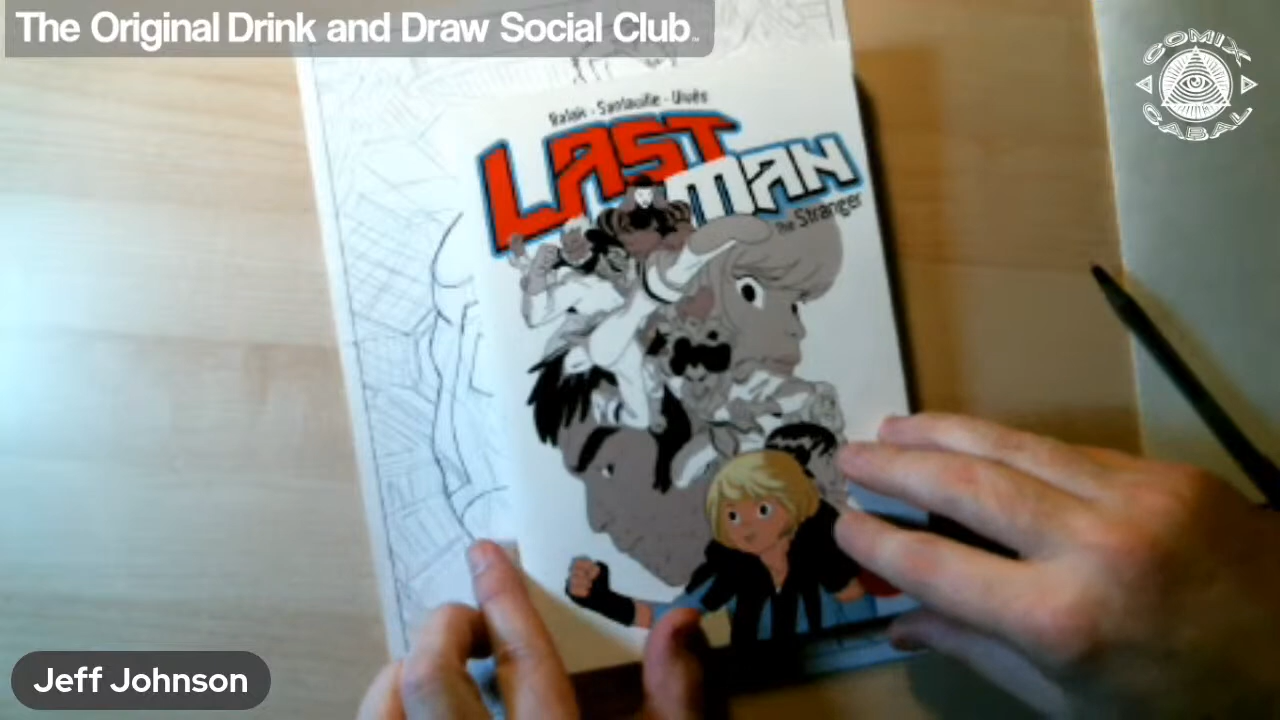 The Original Drink and Draw Social Club
COMIX
CABAL
Balak - Sanlaville - Vivès
LAST
MAN
the Stranger
Jeff Johnson